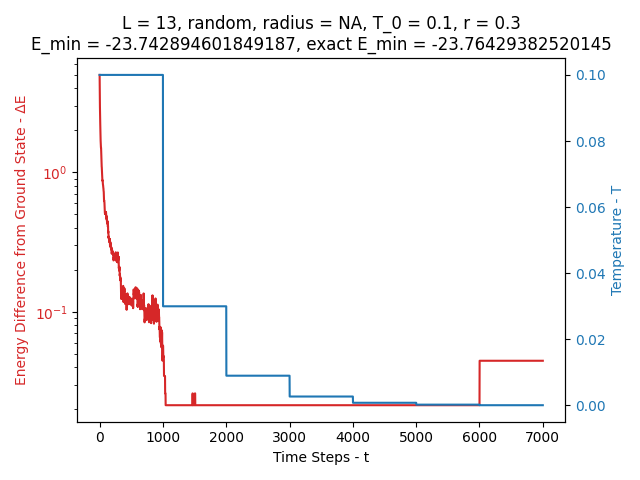 L = 13, random, radius = NA, T_0 = 0.1, r = 0.3
E_min = -23.742894601849187, exact E_min = -23.76429382520145
Energy Difference from Ground State - ΔE
10⁰
10⁻¹
0.10
0.08
0.06
0.04
0.02
0.00
Temperature - T
0 1000 2000 3000 4000 5000 6000 7000
Time Steps - t